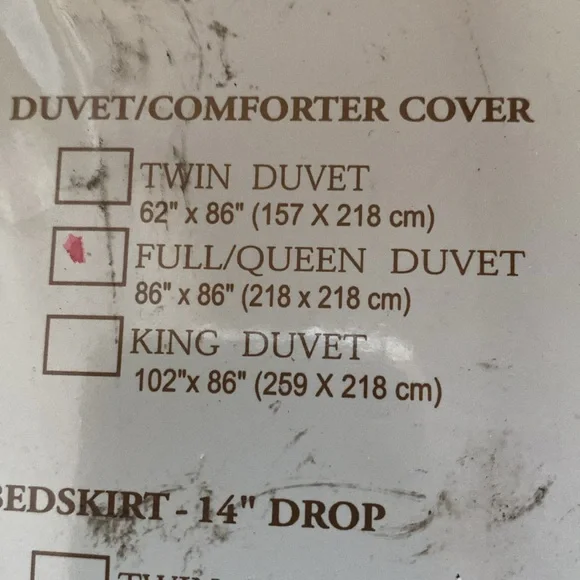 DUVET/COMFORTER COVER
TWIN DUVET
62" x 86" (157 X 218 cm)
FULL/QUEEN DUVET
86" x 86" (218 x 218 cm)
KING DUVET
102"x 86" (259 X 218 cm)
BEDSKIRT - 14" DROP
TWIN